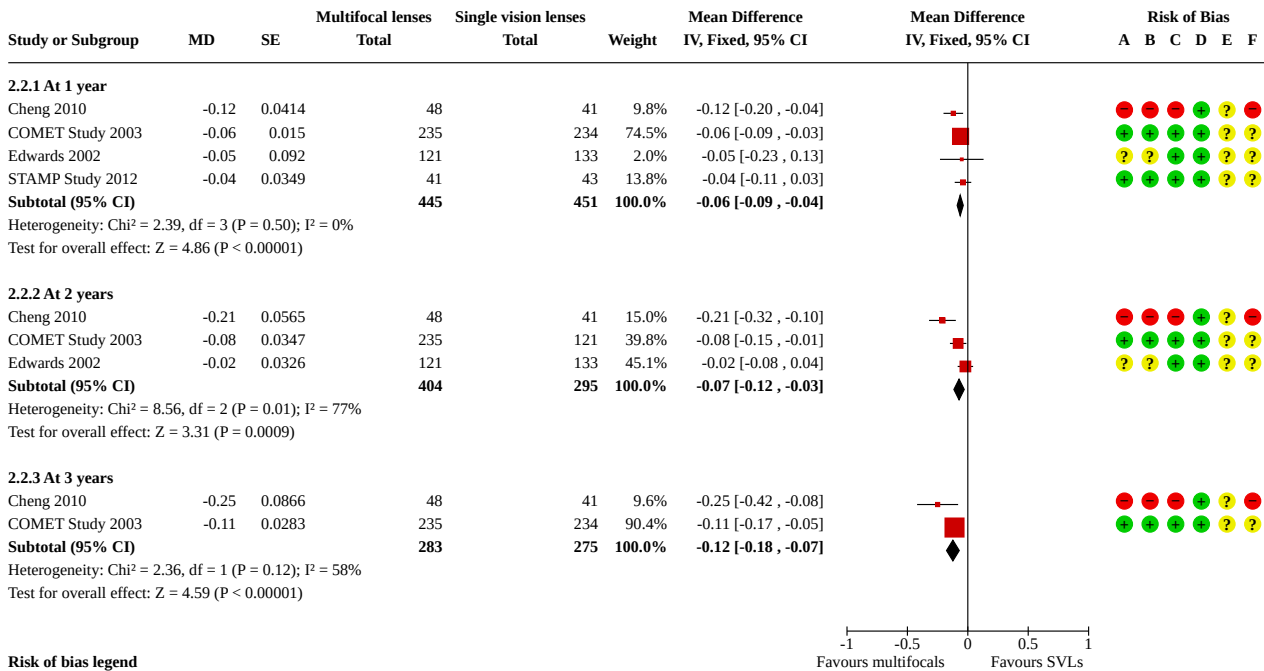 Multifocal lenses Single vision lenses Mean Difference Mean Difference Risk of Bias
Study or Subgroup MD SE Total Total Weight IV, Fixed, 95% CI IV, Fixed, 95% CI A B C D E F
2.2.1 At 1 year
Cheng 2010 -0.12 0.0414 48 41 9.8% -0.12 [-0.20 , -0.04] − − − + ? −
COMET Study 2003 -0.06 0.015 235 234 74.5% -0.06 [-0.09 , -0.03] + + + + ? ?
Edwards 2002 -0.05 0.092 121 133 2.0% -0.05 [-0.23 , 0.13] ? ? + + ? ?
STAMP Study 2012 -0.04 0.0349 41 43 13.8% -0.04 [-0.11 , 0.03] + + + + ? ?
Subtotal (95% CI) 445 451 100.0% -0.06 [-0.09 , -0.04]
Heterogeneity: Chi² = 2.39, df = 3 (P = 0.50); I² = 0%
Test for overall effect: Z = 4.86 (P < 0.00001)
2.2.2 At 2 years
Cheng 2010 -0.21 0.0565 48 41 15.0% -0.21 [-0.32 , -0.10] − − − + ? −
COMET Study 2003 -0.08 0.0347 235 121 39.8% -0.08 [-0.15 , -0.01] + + + + ? ?
Edwards 2002 -0.02 0.0326 121 133 45.1% -0.02 [-0.08 , 0.04] ? ? + + ? ?
Subtotal (95% CI) 404 295 100.0% -0.07 [-0.12 , -0.03]
Heterogeneity: Chi² = 8.56, df = 2 (P = 0.01); I² = 77%
Test for overall effect: Z = 3.31 (P = 0.0009)
2.2.3 At 3 years
Cheng 2010 -0.25 0.0866 48 41 9.6% -0.25 [-0.42 , -0.08] − − − + ? −
COMET Study 2003 -0.11 0.0283 235 234 90.4% -0.11 [-0.17 , -0.05] + + + + ? ?
Subtotal (95% CI) 283 275 100.0% -0.12 [-0.18 , -0.07]
Heterogeneity: Chi² = 2.36, df = 1 (P = 0.12); I² = 58%
Test for overall effect: Z = 4.59 (P < 0.00001)
-1 -0.5 0 0.5 1
Favours multifocals Favours SVLs
Risk of bias legend